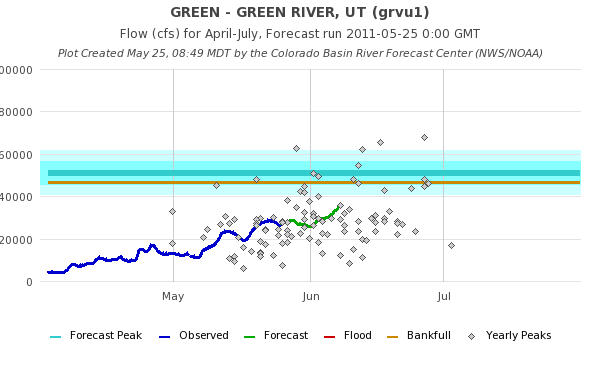 GREEN - GREEN RIVER, UT (grvu1)
Flow (cfs) for April-July, Forecast run 2011-05-25 0:00 GMT
Plot Created May 25, 08:49 MDT by the Colorado Basin River Forecast Center (NWS/NOAA)
00000
80000
60000
40000
20000
0
May Jun Jul
Forecast Peak Observed Forecast Flood Bankfull Yearly Peaks